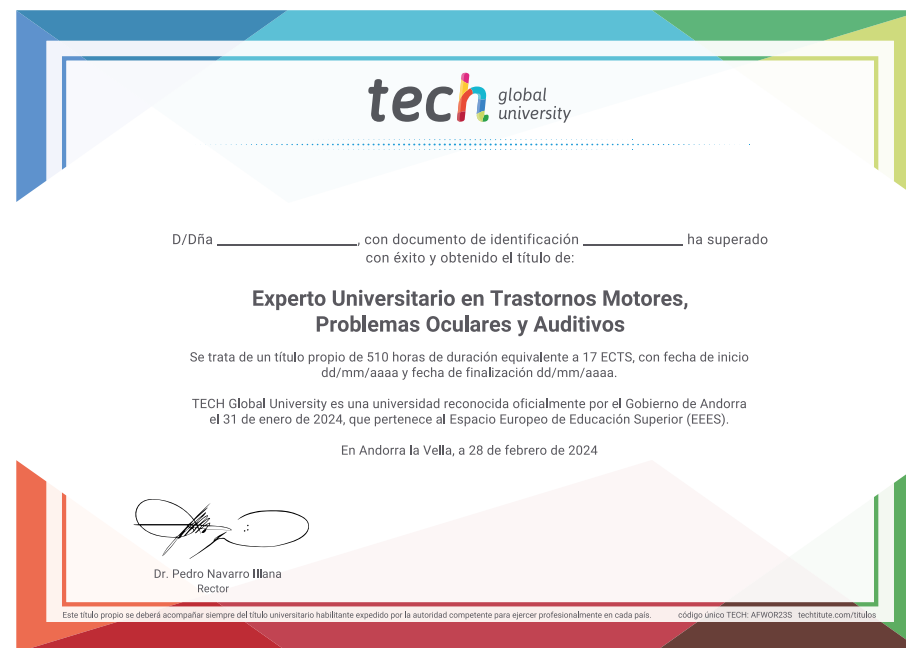 tech global
university
D/Dña ____________________, con documento de identificación ______________ ha superado
con éxito y obtenido el título de:
Experto Universitario en Trastornos Motores,
Problemas Oculares y Auditivos
Se trata de un título propio de 510 horas de duración equivalente a 17 ECTS, con fecha de inicio
dd/mm/aaaa y fecha de finalización dd/mm/aaaa.
TECH Global University es una universidad reconocida oficialmente por el Gobierno de Andorra
el 31 de enero de 2024, que pertenece al Espacio Europeo de Educación Superior (EEES).
En Andorra la Vella, a 28 de febrero de 2024
Dr. Pedro Navarro Illana
Rector
Este título propio se deberá acompañar siempre del título universitario habilitante expedido por la autoridad competente para ejercer profesionalmente en cada país. código único TECH: AFWOR23S techtitute.com/titulos